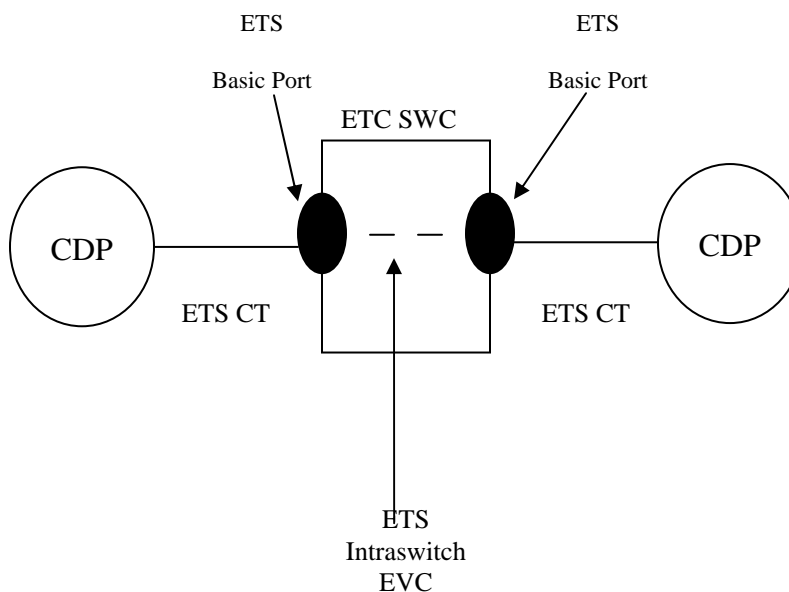 ETS
Basic Port
ETS
Basic Port
ETC SWC
CDP
CDP
ETS CT
ETS CT
ETS
Intraswitch
EVC